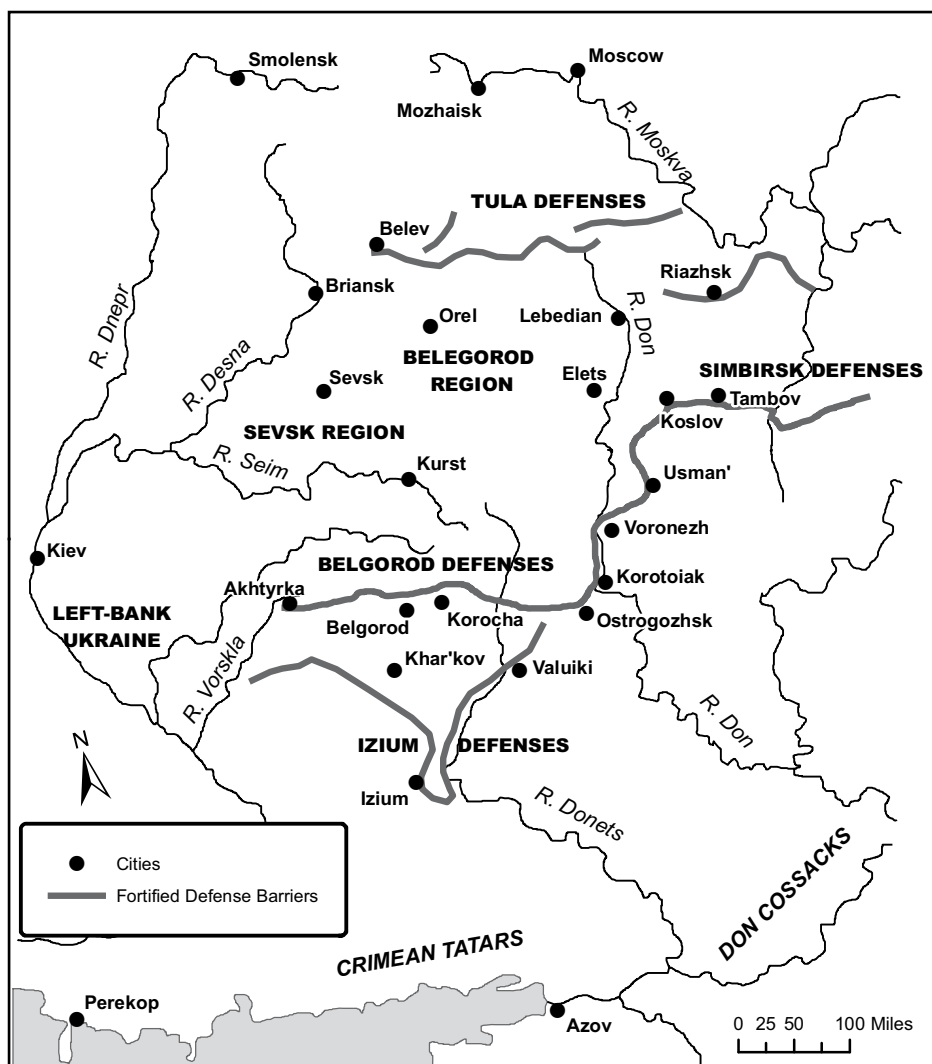 Smolensk
Moscow
Mozhaisk
R. Moskva
TULA DEFENSES
Belev
Riazhsk
Briansk
R. Dnepr
Orel
Lebedian
R. Don
BELEGOROD
REGION
R. Desna
Sevsk
Elets
SIMBIRSK DEFENSES
Tambov
Koslov
SEVSK REGION
R. Seim
Kurst
Usman'
Voronezh
Kiev
BELGOROD DEFENSES
Akhtyrka
Korotoiak
LEFT-BANK
UKRAINE
Belgorod
Korocha
Ostrogozhsk
R. Vorskla
Khar'kov
Valuiki
R. Don
N
IZIUM DEFENSES
Izium
R. Donets
Cities
Fortified Defense Barriers
DON COSSACKS
CRIMEAN TATARS
Perekop
Azov
0 25 50 100 Miles